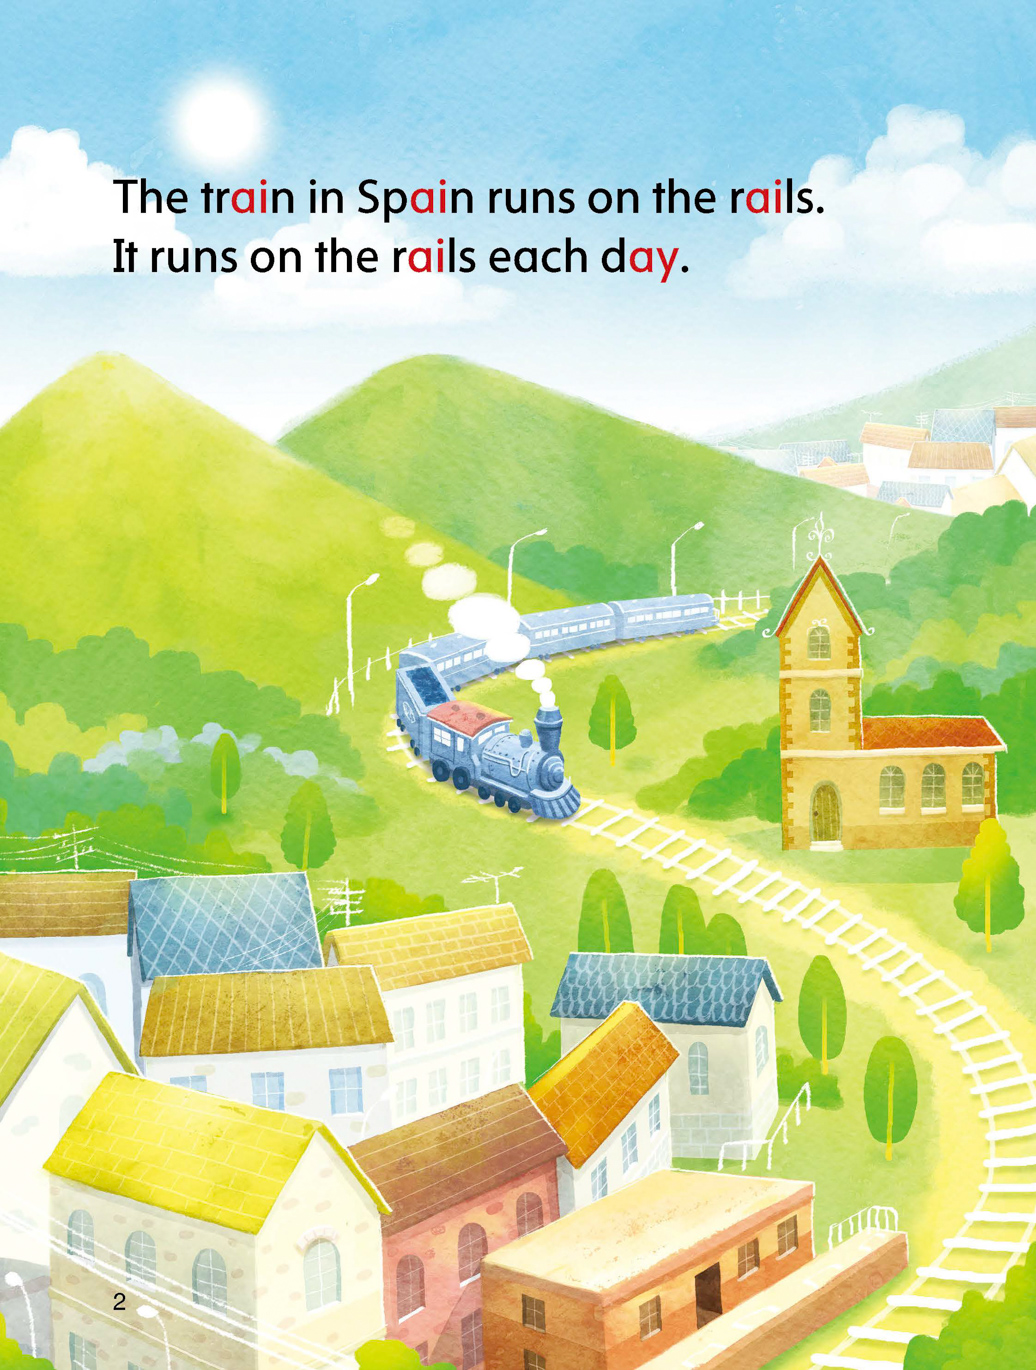 The train in Spain runs on the rails.
It runs on the rails each day.
2